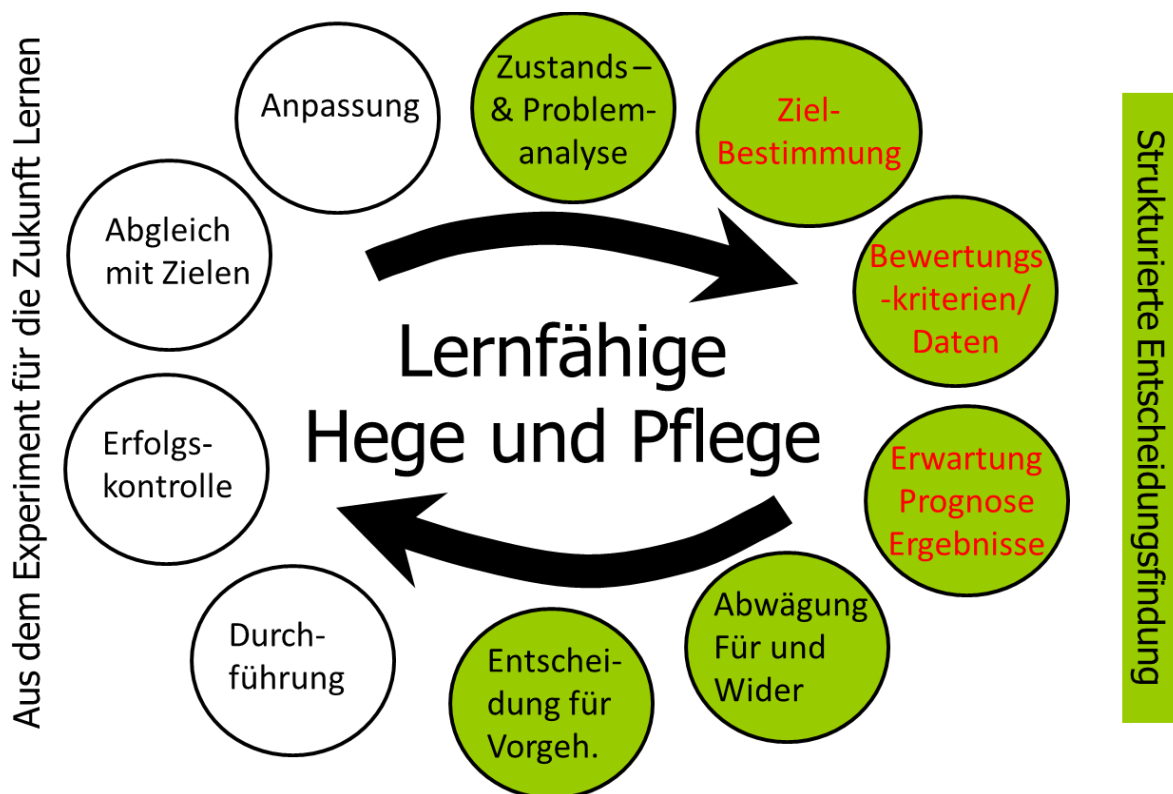 Aus dem Experiment für die Zukunft Lernen
Anpassung
Zustands –
& Problem-
analyse
Ziel-
Bestimmung
Bewertungs
-kriterien/
Daten
Erwartung
Prognose
Ergebnisse
Abwägung
Für und
Wider
Entschei-
dung für
Vorgeh.
Durch-
führung
Erfolgs-
kontrolle
Abgleich
mit Zielen
Lernfähige
Hege und Pflege
Strukturierte Entscheidungsfindung